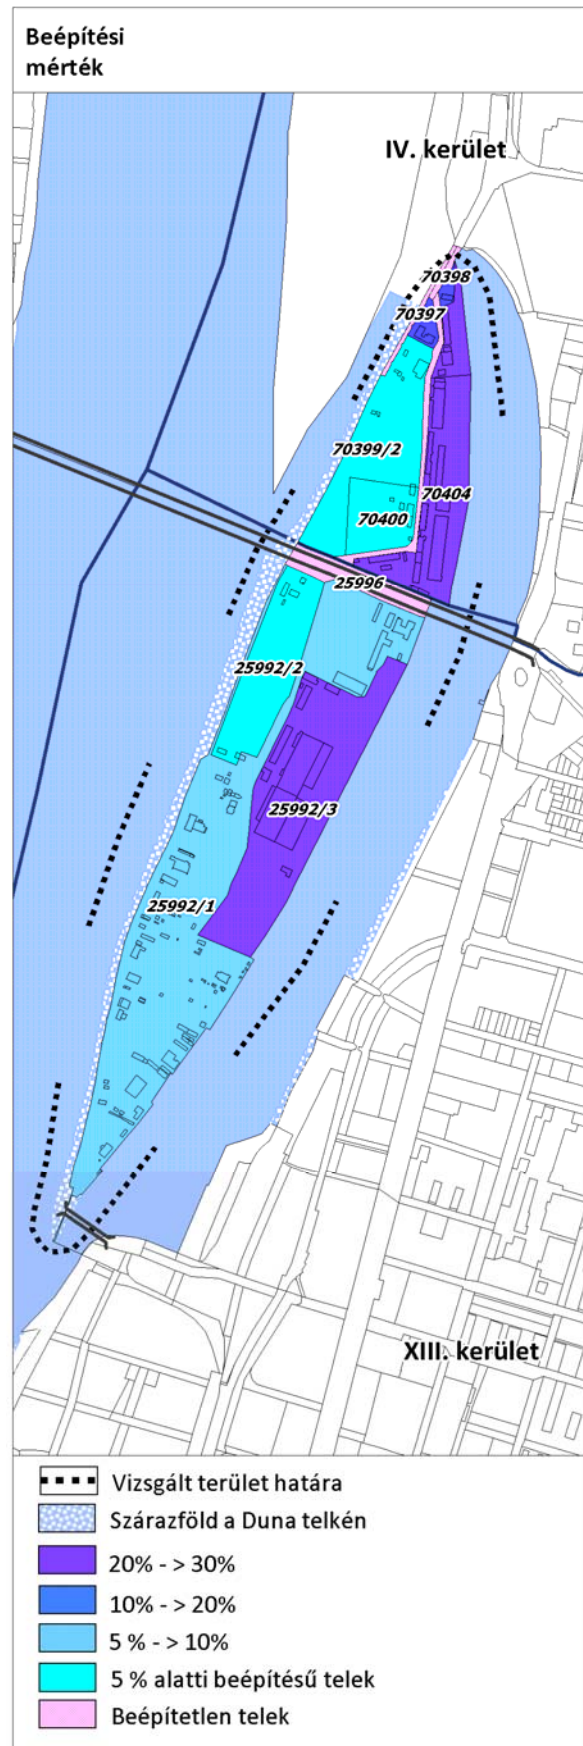 Beépítési
mérték
IV. kerület
70398
70397
70399/2
70404
70400
25996
25992/2
25992/3
25992/1
XIII. kerület
Vizsgált terület határa
Szárazföld a Duna telkén
20% - > 30%
10% - > 20%
5 % - > 10%
5 % alatti beépítésű telek
Beépítetlen telek